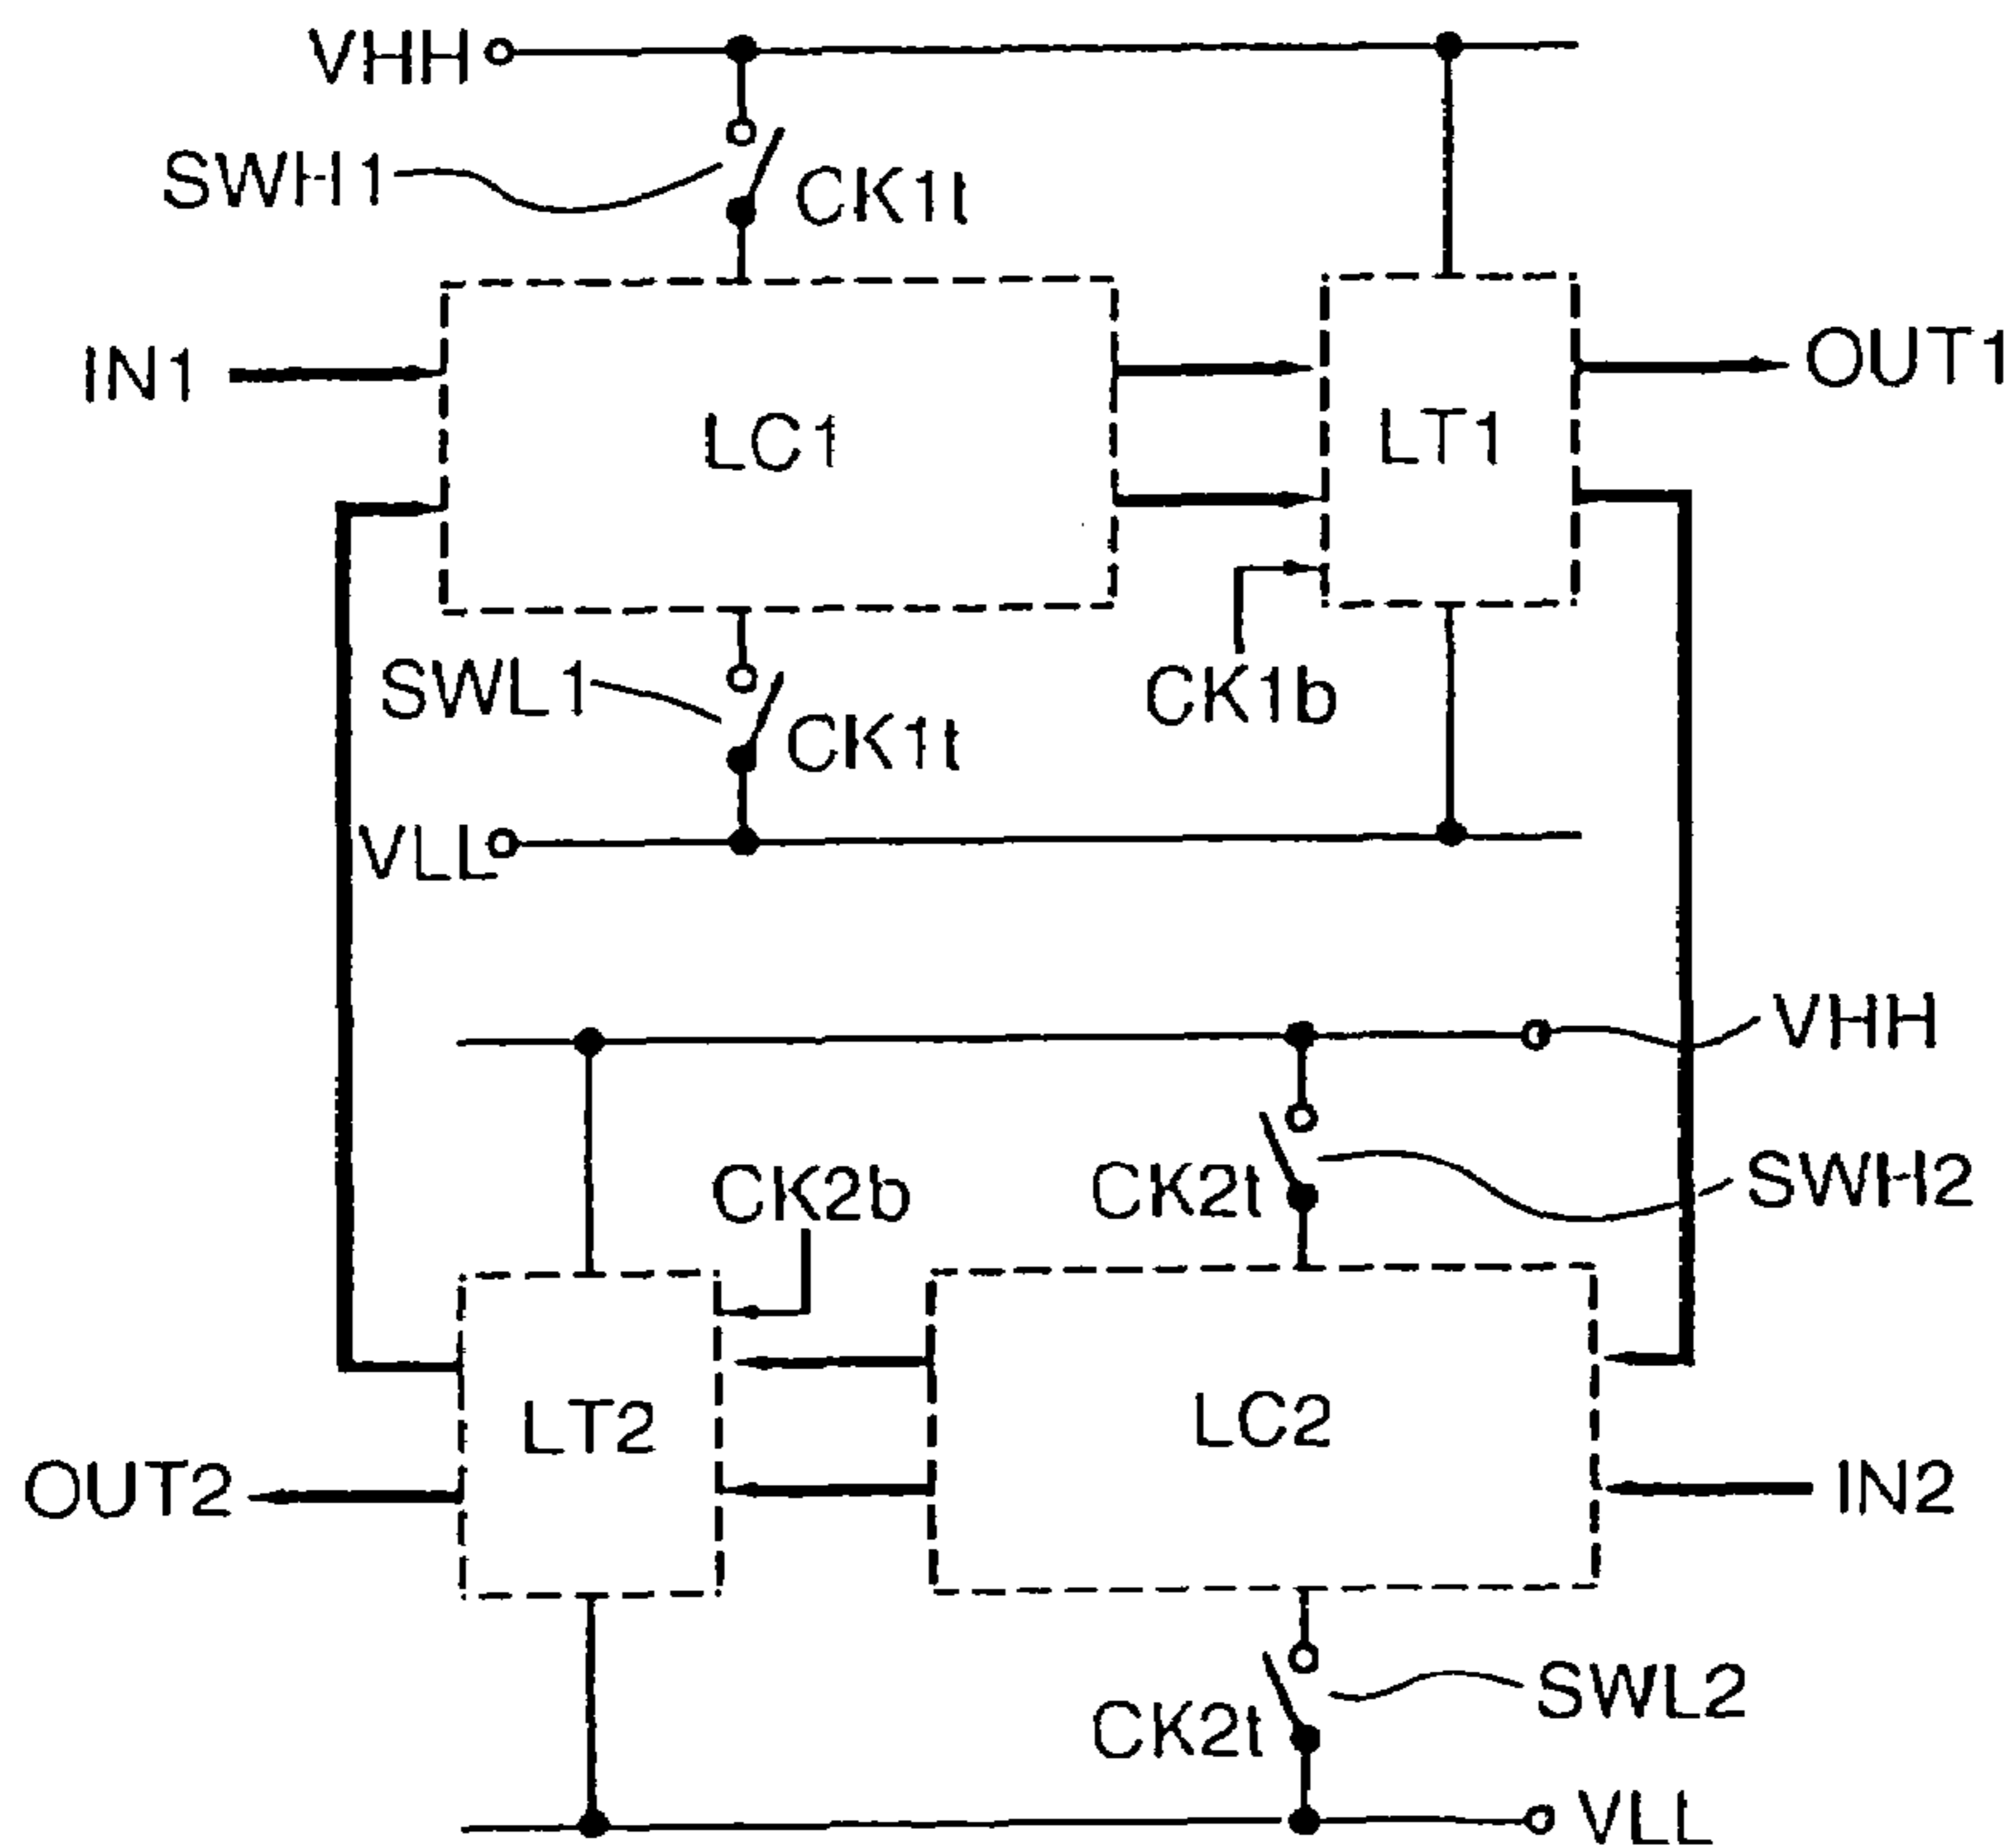 VHH
SWH1
CK1t
IN1
LC1
LT1
OUT1
SWL1
CK1t
CK1b
VLL
VHH
CK2b
CK2t
SWH2
LT2
LC2
OUT2
IN2
CK2t
SWL2
VLL